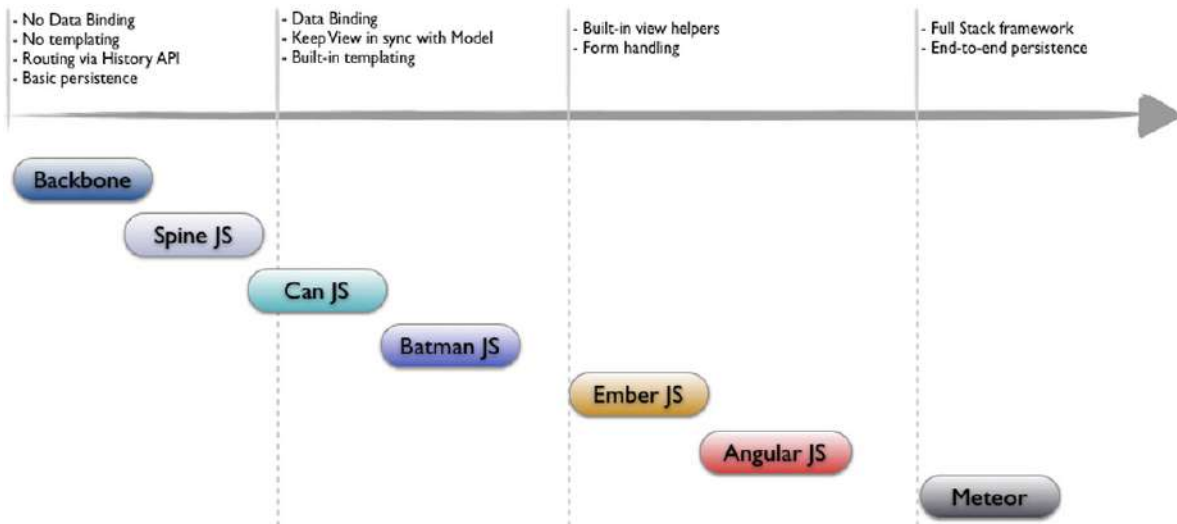 - No Data Binding
- No templating
- Routing via History API
- Basic persistence
- Data Binding
- Keep View in sync with Model
- Built-in templating
- Built-in view helpers
- Form handling
- Full Stack framework
- End-to-end persistence
Backbone
Spine JS
Can JS
Batman JS
Ember JS
Angular JS
Meteor